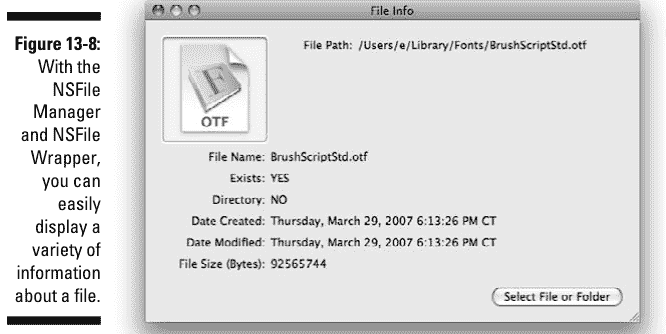 Figure 13-8:
With the
NSFile
Manager
and NSFile
Wrapper,
you can
easily
display a
variety of
information
about a file.
File Info
File Path: /Users/e/Library/Fonts/BrushScriptStd.otf
OTF
File Name: BrushScriptStd.otf
Exists: YES
Directory: NO
Date Created: Thursday, March 29, 2007 6:13:26 PM CT
Date Modified: Thursday, March 29, 2007 6:13:26 PM CT
File Size (Bytes): 92565744
Select File or Folder